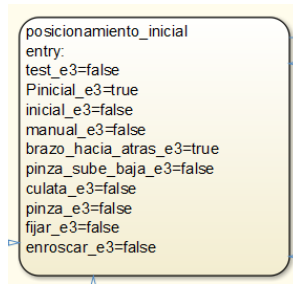 posicionamiento_inicial
entry:
test_e3=false
Pinicial_e3=true
inicial_e3=false
manual_e3=false
brazo_hacia_atras_e3=true
pinza_sube_baja_e3=false
culata_e3=false
pinza_e3=false
fijar_e3=false
enroscar_e3=false